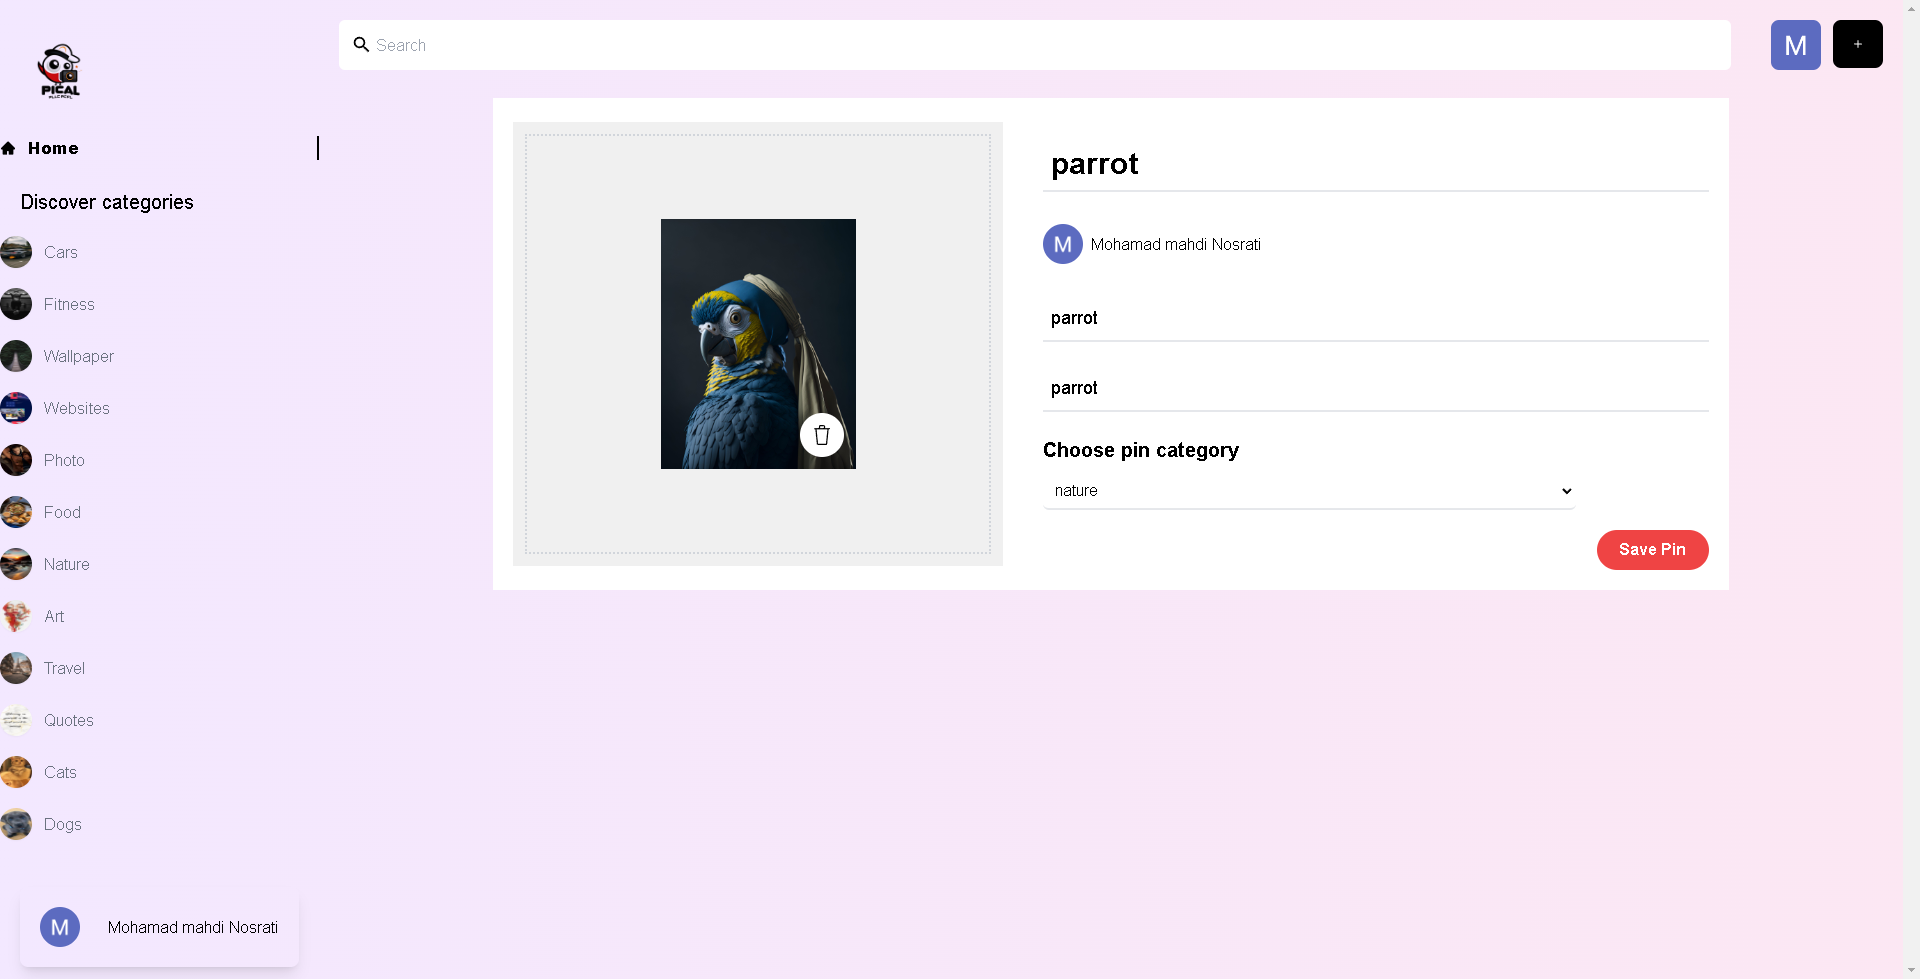 PICAL
Search
M
+
Home
Discover categories
Cars
Fitness
Wallpaper
Websites
Photo
Food
Nature
Art
Travel
Quotes
Cats
Dogs
M
Mohamad mahdi Nosrati
parrot
M
Mohamad mahdi Nosrati
parrot
parrot
Choose pin category
nature
Save Pin